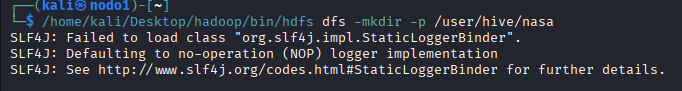 (kali㉿nodo1)-[~]
$ /home/kali/Desktop/hadoop/bin/hdfs dfs -mkdir -p /user/hive/nasa
SLF4J: Failed to load class "org.slf4j.impl.StaticLoggerBinder".
SLF4J: Defaulting to no-operation (NOP) logger implementation
SLF4J: See http://www.slf4j.org/codes.html#StaticLoggerBinder for further details.